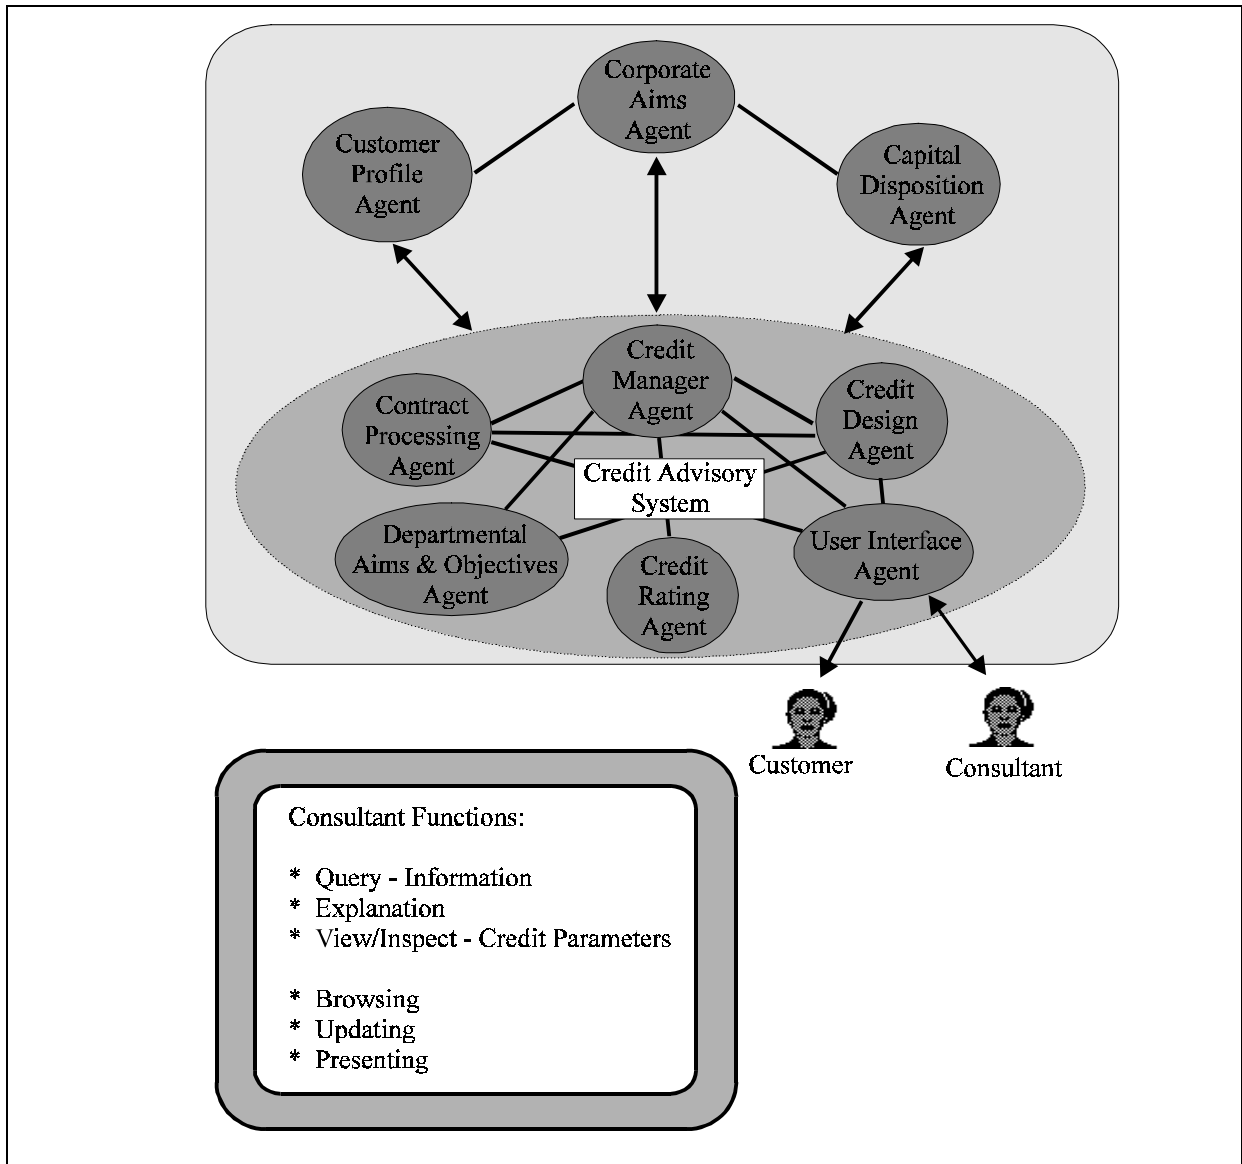 Corporate
Aims
Agent
Customer
Profile
Agent
Capital
Disposition
Agent
Credit
Manager
Agent
Contract
Processing
Agent
Credit
Design
Agent
Credit Advisory
System
Departmental
Aims & Objectives
Agent
Credit
Rating
Agent
User Interface
Agent
Customer
Consultant
Consultant Functions:
* Query - Information
* Explanation
* View/Inspect - Credit Parameters
* Browsing
* Updating
* Presenting